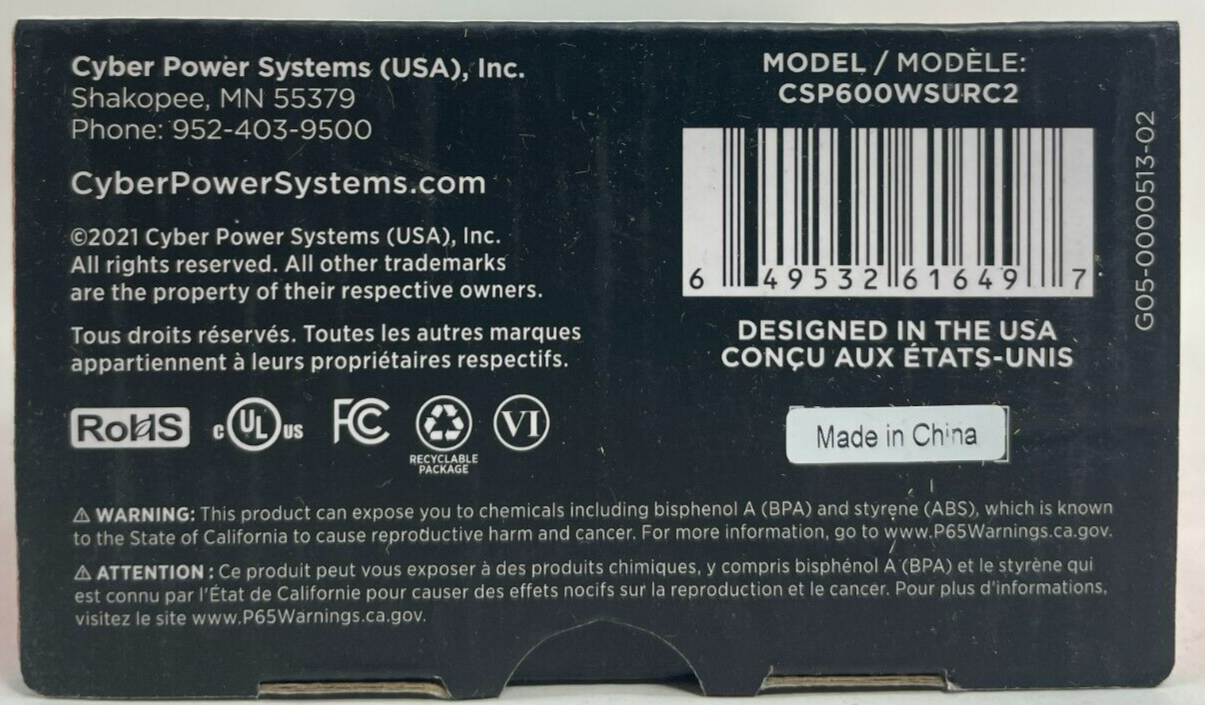 Cyber Power Systems (USA), Inc.
Shakopee, MN 55379
Phone: 952-403-9500
CyberPowerSystems.com
©2021 Cyber Power Systems (USA), Inc.
All rights reserved. All other trademarks
are the property of their respective owners.
Tous droits réservés. Toutes les autres marques
appartiennent à leurs propriétaires respectifs.
RoHS
c UL us
FC
RECYCLABLE
PACKAGE
VI
MODEL / MODÈLE:
CSP600WSURC2
6 49532 61649 7
G05-0000513-02
DESIGNED IN THE USA
CONÇU AUX ÉTATS-UNIS
Made in China
⚠ WARNING: This product can expose you to chemicals including bisphenol A (BPA) and styrene (ABS), which is known
to the State of California to cause reproductive harm and cancer. For more information, go to www.P65Warnings.ca.gov.
⚠ ATTENTION : Ce produit peut vous exposer à des produits chimiques, y compris bisphénol A (BPA) et le styrène qui
est connu par l'État de Californie pour causer des effets nocifs sur la reproduction et le cancer. Pour plus d'informations,
visitez le site www.P65Warnings.ca.gov.